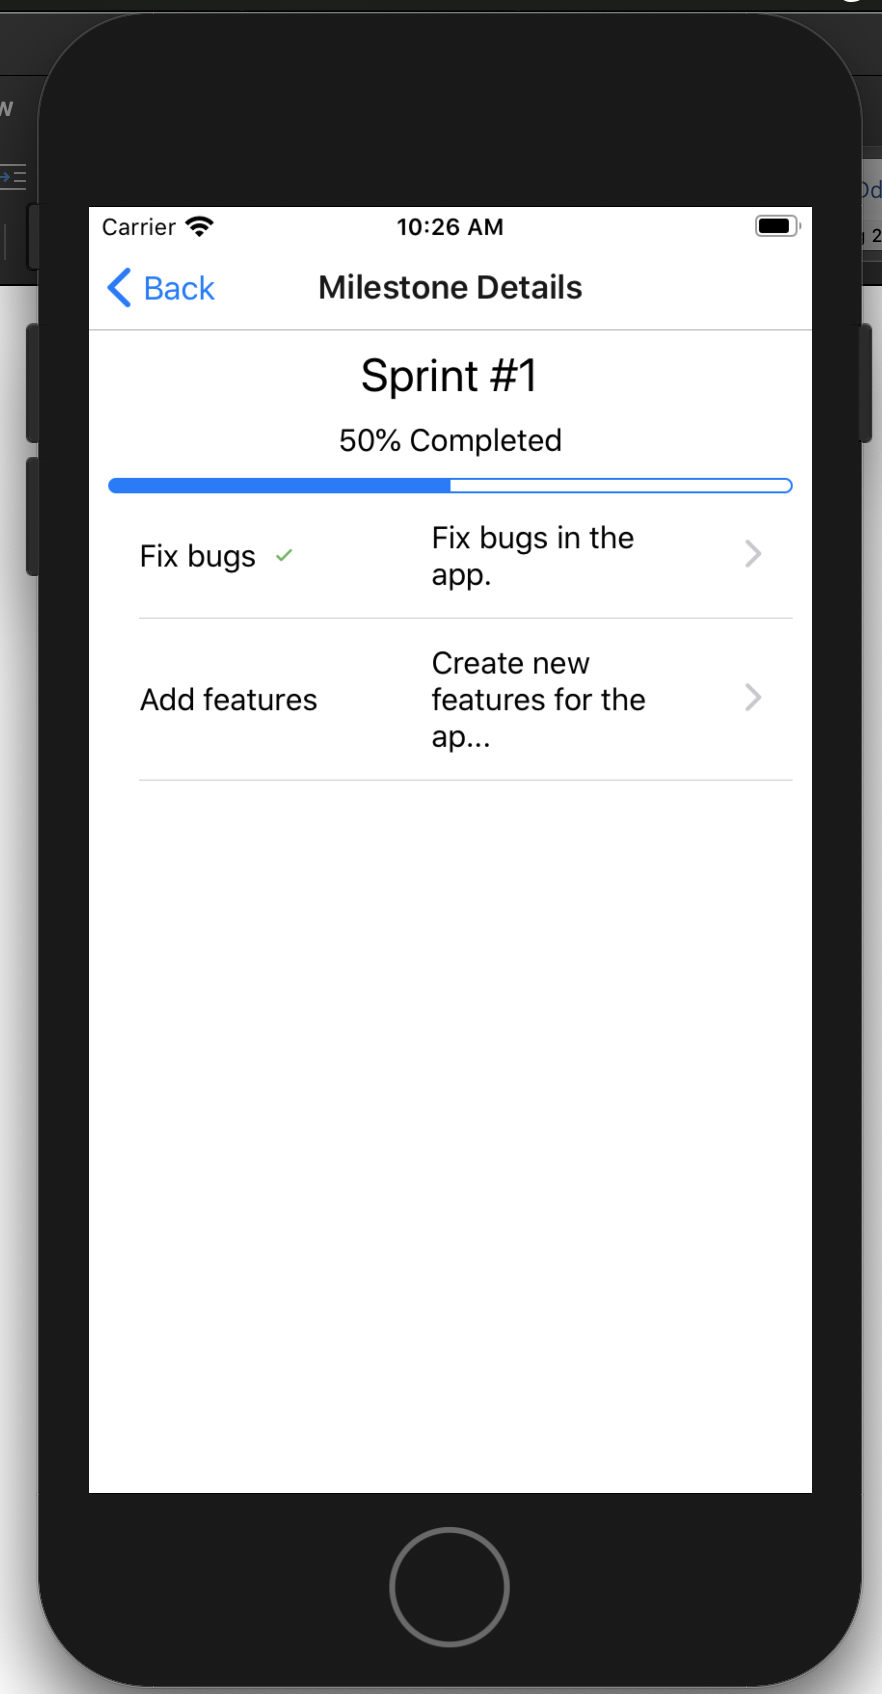 Carrier 10:26 AM
Back Milestone Details
Sprint #1
50% Completed
Fix bugs
Fix bugs in the
app.
Add features
Create new
features for the
ap...